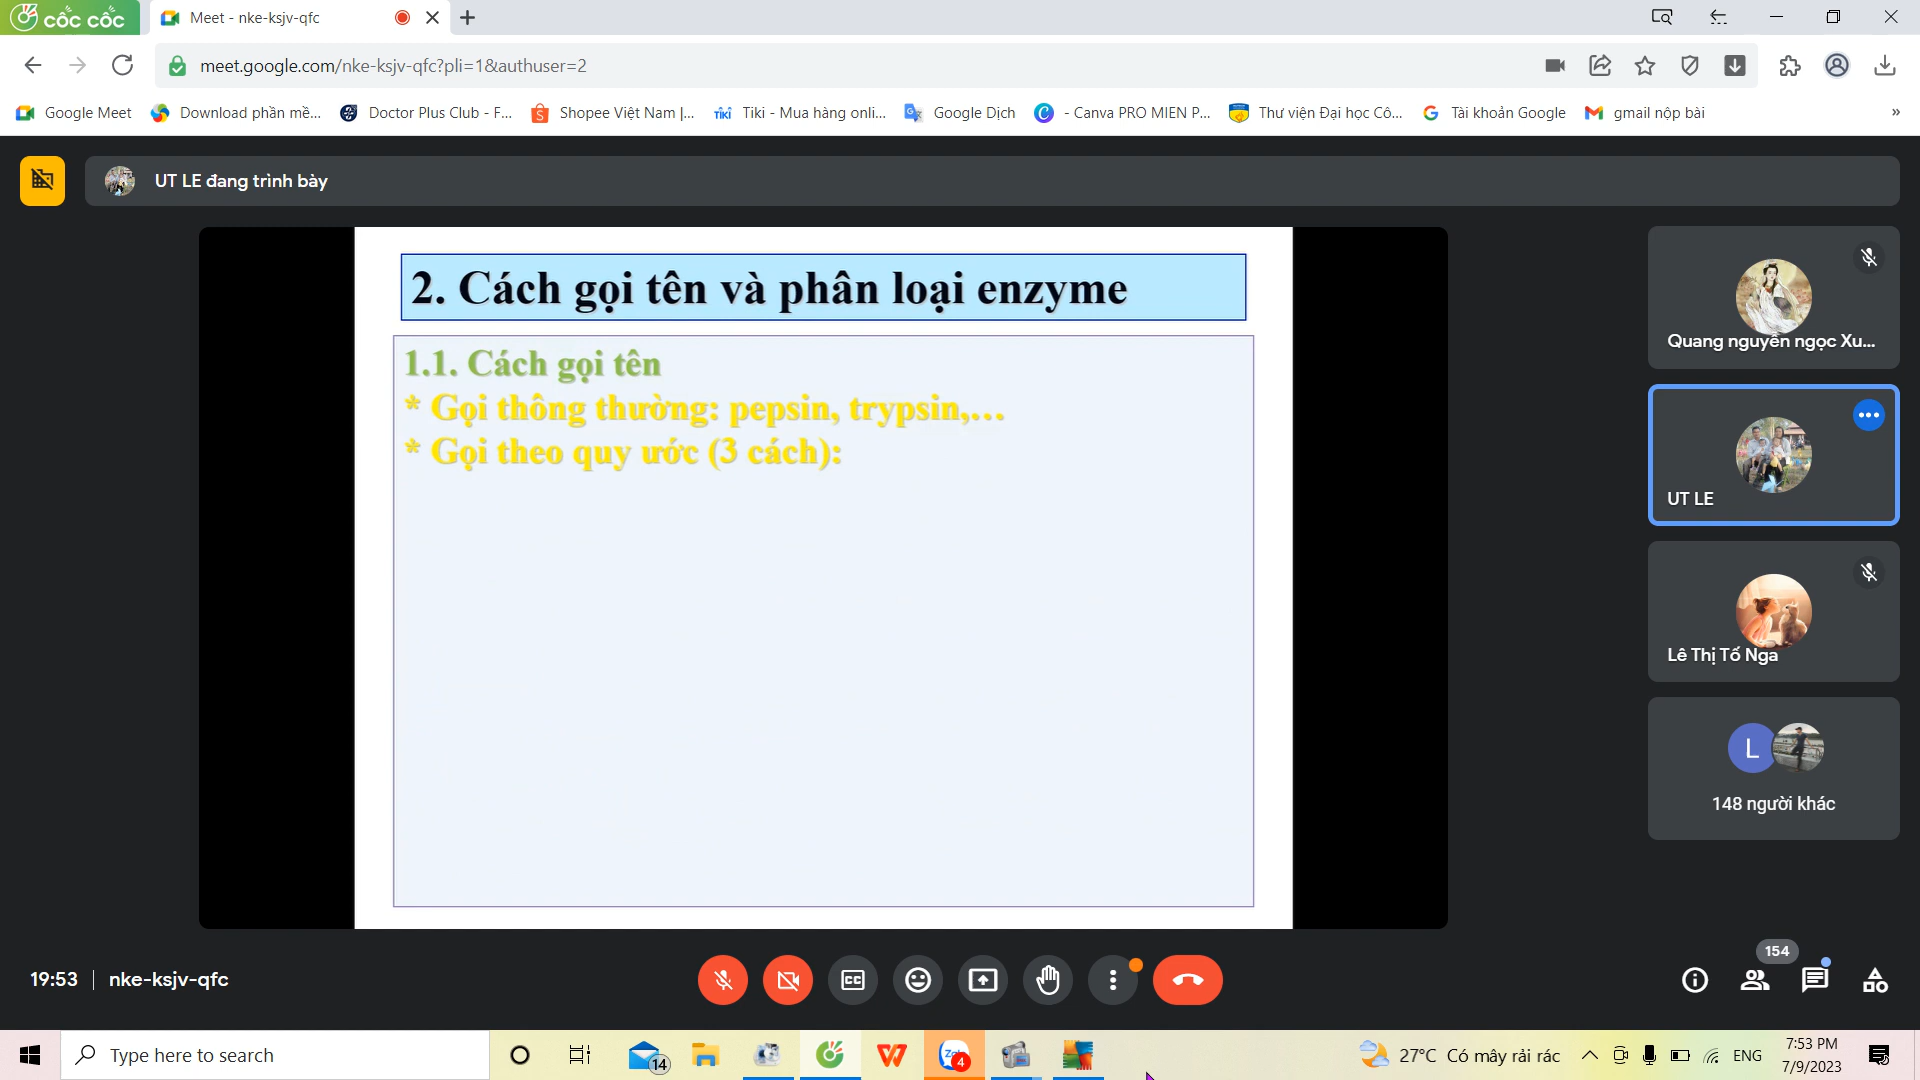 cốc cốc
Meet - nke-ksjv-qfc
meet.google.com/nke-ksjv-qfc?pli=1&authuser=2
Google Meet
Download phần mề...
Doctor Plus Club - F...
Shopee Việt Nam |...
Tiki - Mua hàng onli...
Google Dịch
- Canva PRO MIEN P...
Thư viện Đại học Cô...
Tài khoản Google
gmail nộp bài
»
UT LE đang trình bày
2. Cách gọi tên và phân loại enzyme
1.1. Cách gọi tên
* Gọi thông thường: pepsin, trypsin,...
* Gọi theo quy ước (3 cách):
Quang nguyễn ngọc Xu...
UT LE
Lê Thị Tố Nga
L
148 người khác
19:53 | nke-ksjv-qfc
154
Type here to search
14
4
27°C Có mây rải rác
ENG
7:53 PM
7/9/2023